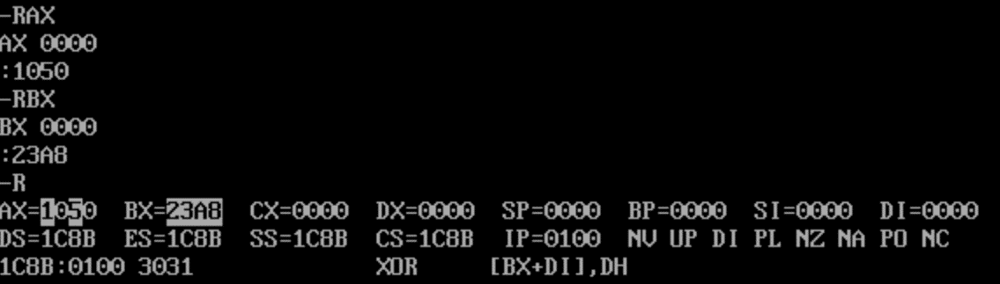 -RAX
AX 0000
:1050
-RBX
BX 0000
:23A8
-R
AX=1050  BX=23A8  CX=0000  DX=0000  SP=0000  BP=0000  SI=0000  DI=0000
DS=1C8B  ES=1C8B  SS=1C8B  CS=1C8B  IP=0100  NV UP DI PL NZ NA PO NC
1C8B:0100 3031          XOR     [BX+DI],DH